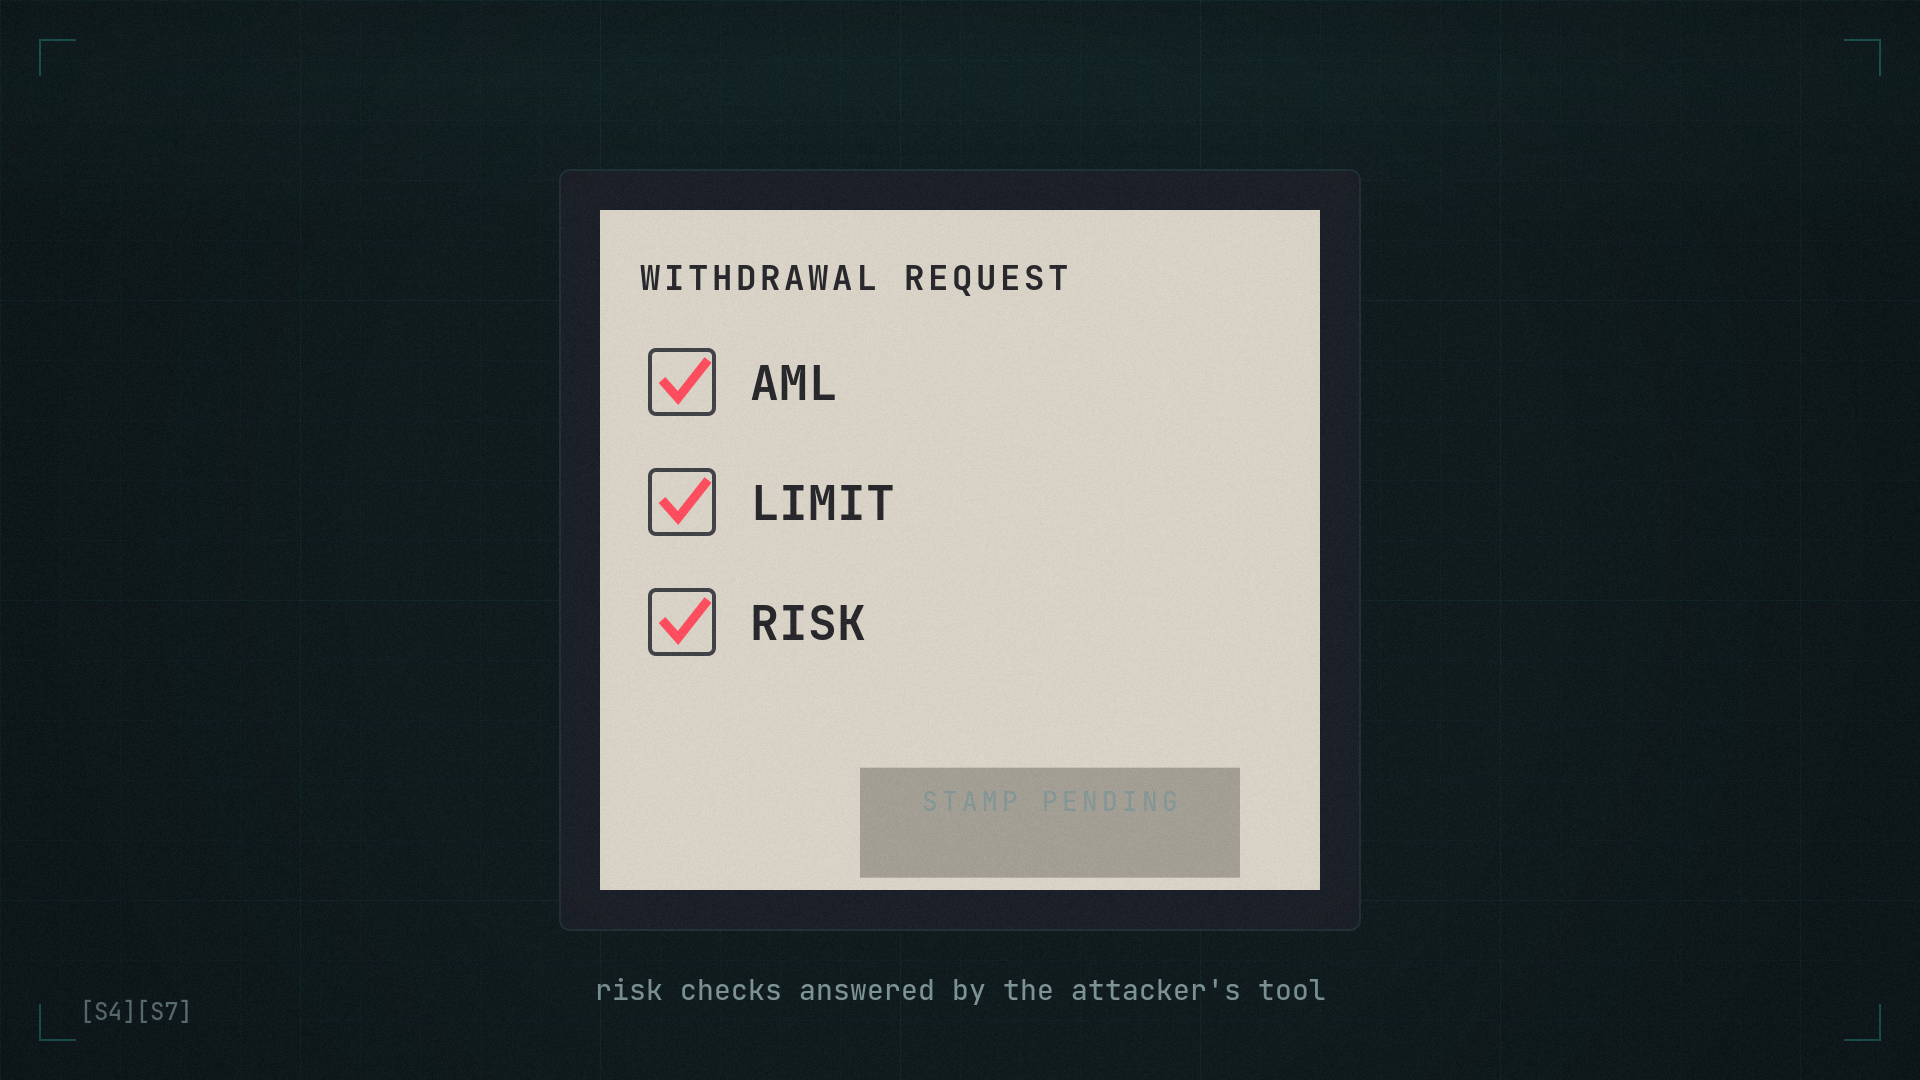 WITHDRAWAL REQUEST
AML
LIMIT
RISK
STAMP PENDING
risk checks answered by the attacker's tool
[S4][S7]